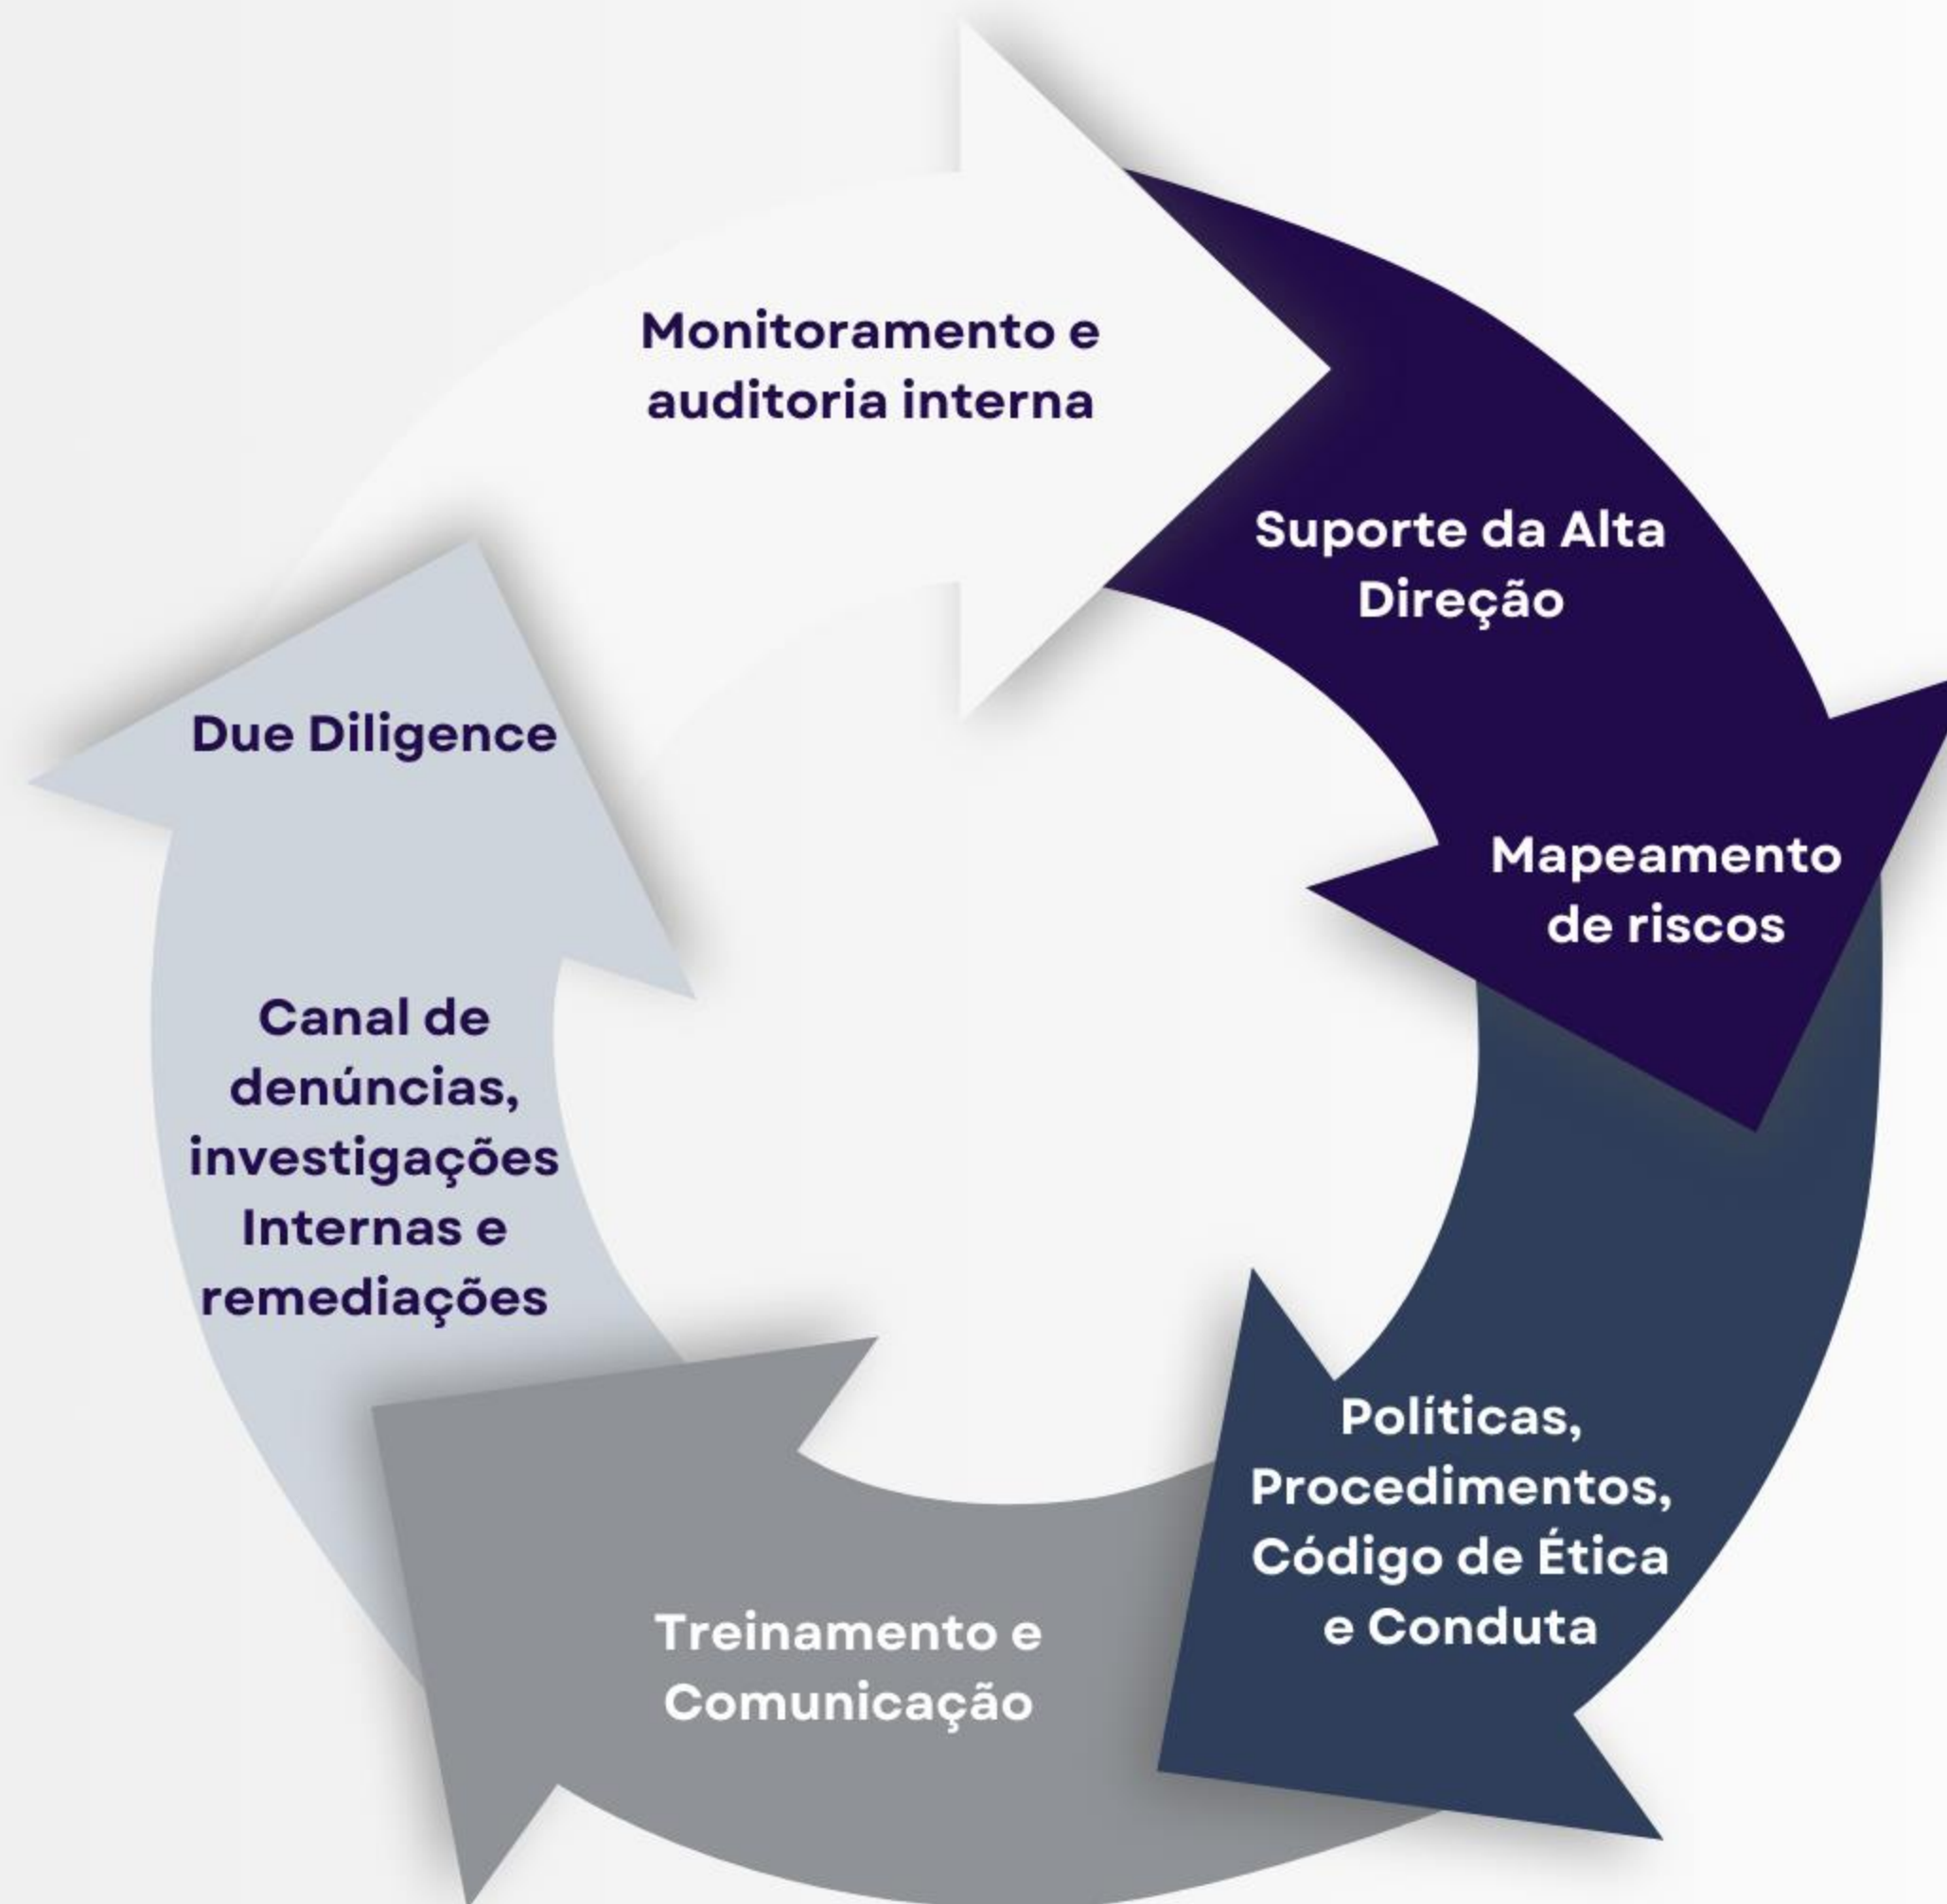 Monitoramento e
auditoria interna
Suporte da Alta
Direção
Mapeamento
de riscos
Políticas,
Procedimentos,
Código de Ética
e Conduta
Treinamento e
Comunicação
Canal de
denúncias,
investigações
Internas e
remediações
Due Diligence